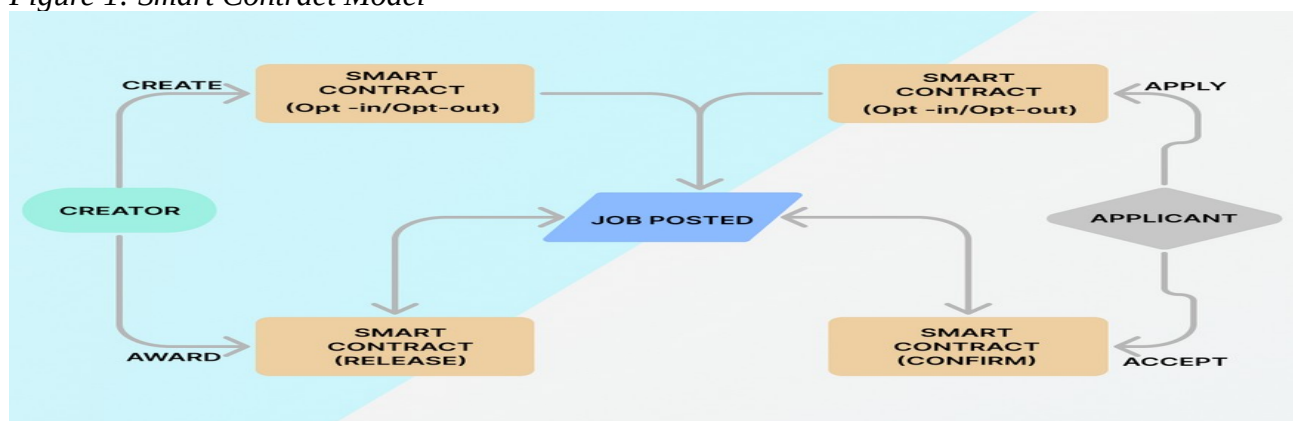 Figure 1: Smart Contract Model
CREATE
SMART
CONTRACT
(Opt -in/Opt-out)
SMART
CONTRACT
(Opt -in/Opt-out)
APPLY
CREATOR
JOB POSTED
APPLICANT
AWARD
SMART
CONTRACT
(RELEASE)
SMART
CONTRACT
(CONFIRM)
ACCEPT